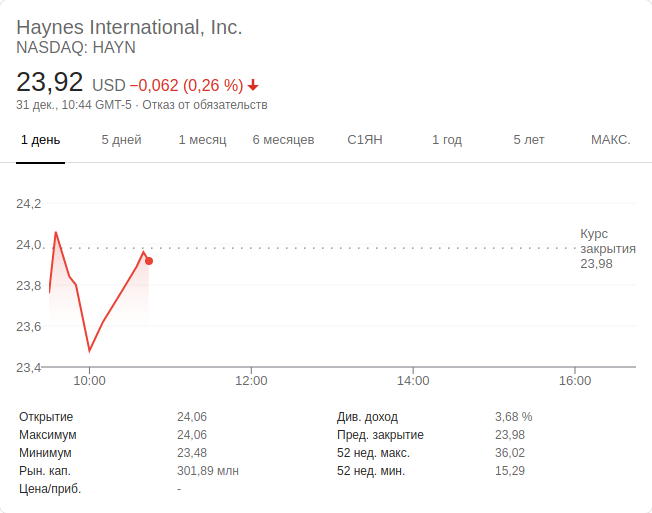 Haynes International, Inc.
NASDAQ: HAYN
23,92 USD −0,062 (0,26 %)
31 дек., 10:44 GMT-5 · Отказ от обязательств
1 день 5 дней 1 месяц 6 месяцев С1ЯН 1 год 5 лет МАКС.
24,2
24,0
23,8
23,6
23,4
Курс
закрытия
23,98
10:00 12:00 14:00 16:00
Открытие 24,06 Див. доход 3,68 %
Максимум 24,06 Пред. закрытие 23,98
Минимум 23,48 52 нед. макс. 36,02
Рын. кап. 301,89 млн 52 нед. мин. 15,29
Цена/приб. -